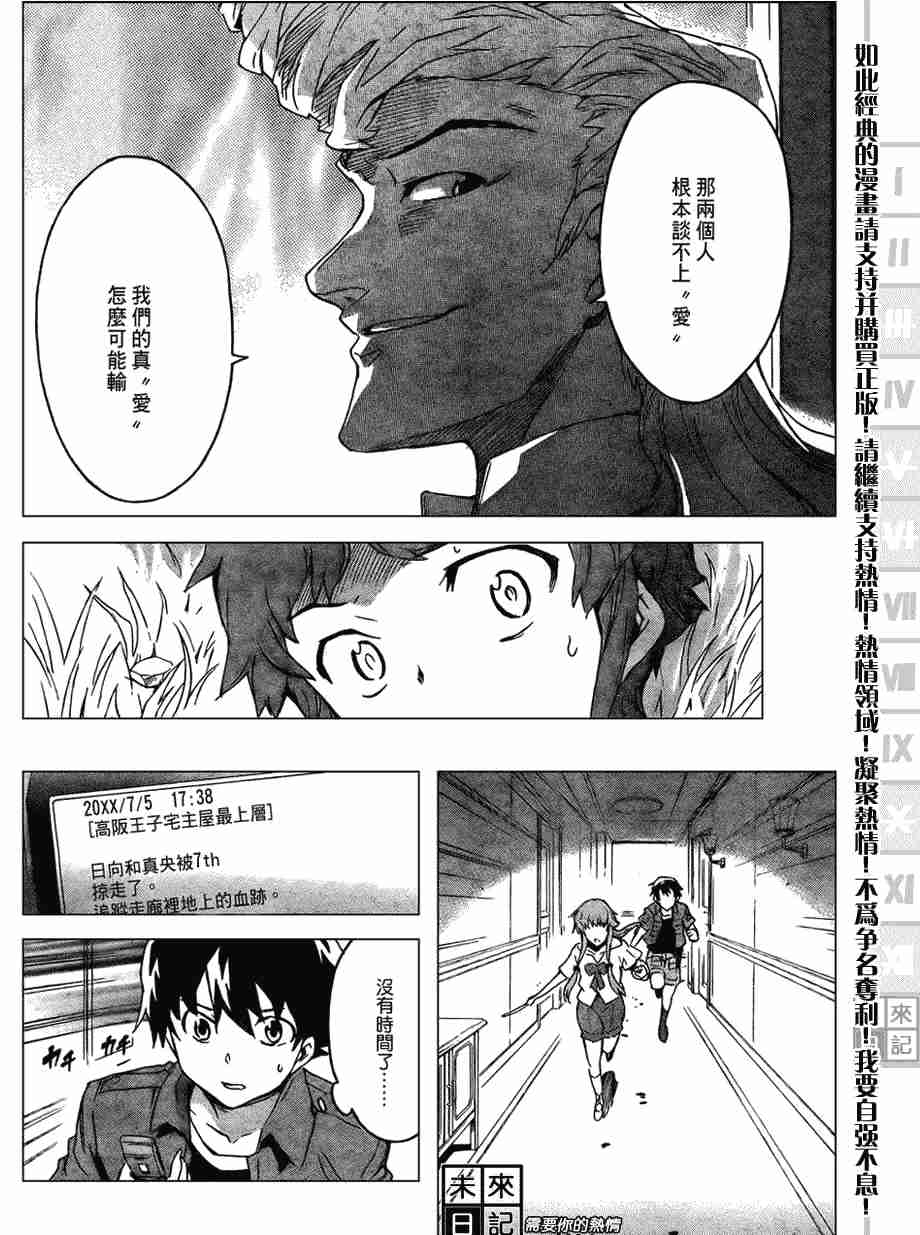 那兩個人
根本談不上〝愛〞
我們的真〝愛〞
怎麼可能輸
20XX/7/5 17:38
[高阪王子宅主屋最上層]
日向和真央被7th
掠走了。
追蹤走廊裡地上的血跡。
沒有時間了……
カチ
カチ
未來
日記
需要你的熱情
如此經典的漫畫請支持并購買正版！請繼續支持熱情！熱情領域！凝聚熱情！不爲争名奪利！我要自强不息！
I
II
III
IV
V
VI
VII
VIII
IX
X
XI
XII
來
記